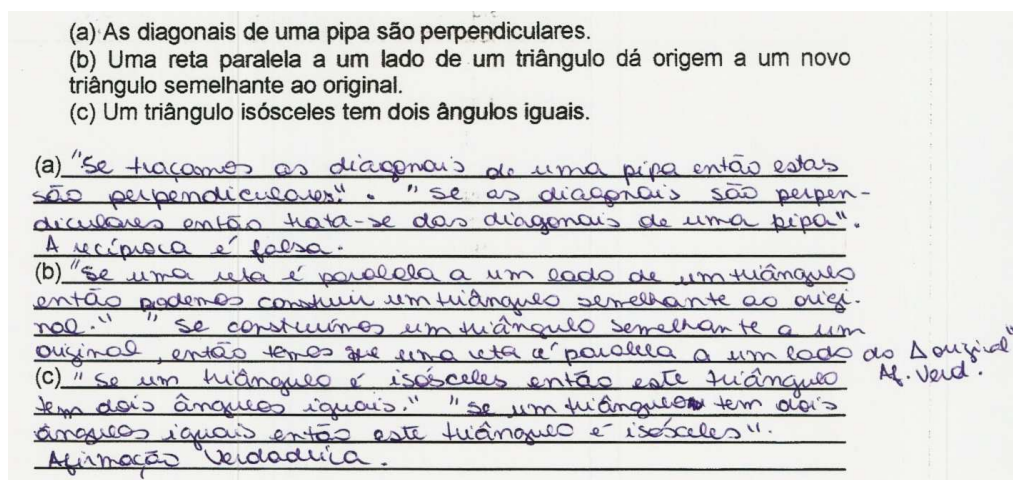 (a) As diagonais de uma pipa são perpendiculares.
(b) Uma reta paralela a um lado de um triângulo dá origem a um novo
triângulo semelhante ao original.
(c) Um triângulo isósceles tem dois ângulos iguais.
(a) "Se traçamos as diagonais de uma pipa então estas
são perpendiculares". "Se as diagonais são perpen-
diculares então trata-se das diagonais de uma pipa".
A recíproca é falsa.
(b) "Se uma reta é paralela a um lado de um triângulo
então podemos construir um triângulo semelhante ao origi-
nal." "Se construímos um triângulo semelhante a um
original, então temos que uma reta é paralela a um lado do Δ original"
Af. Verd.
(c) "Se um triângulo é isósceles então este triângulo
tem dois ângulos iguais." "Se um triângulo tem dois
ângulos iguais então este triângulo é isósceles".
Afirmação Verdadeira.